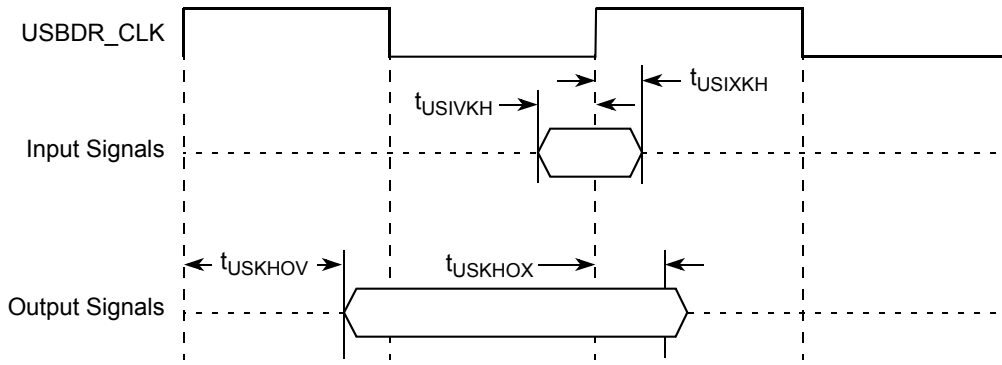 USBDR_CLK
tUSIXKH
tUSIVKH
Input Signals
tUSKHOV
tUSKHOX
Output Signals